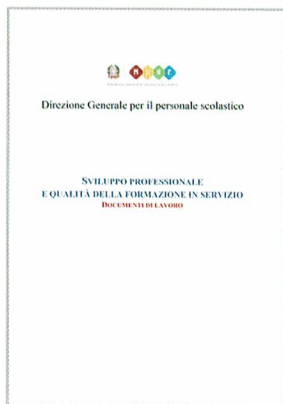 Direzione Generale per il personale scolastico
SVILUPPO PROFESSIONALE
E QUALITÀ DELLA FORMAZIONE IN SERVIZIO
DOCUMENTI DI LAVORO